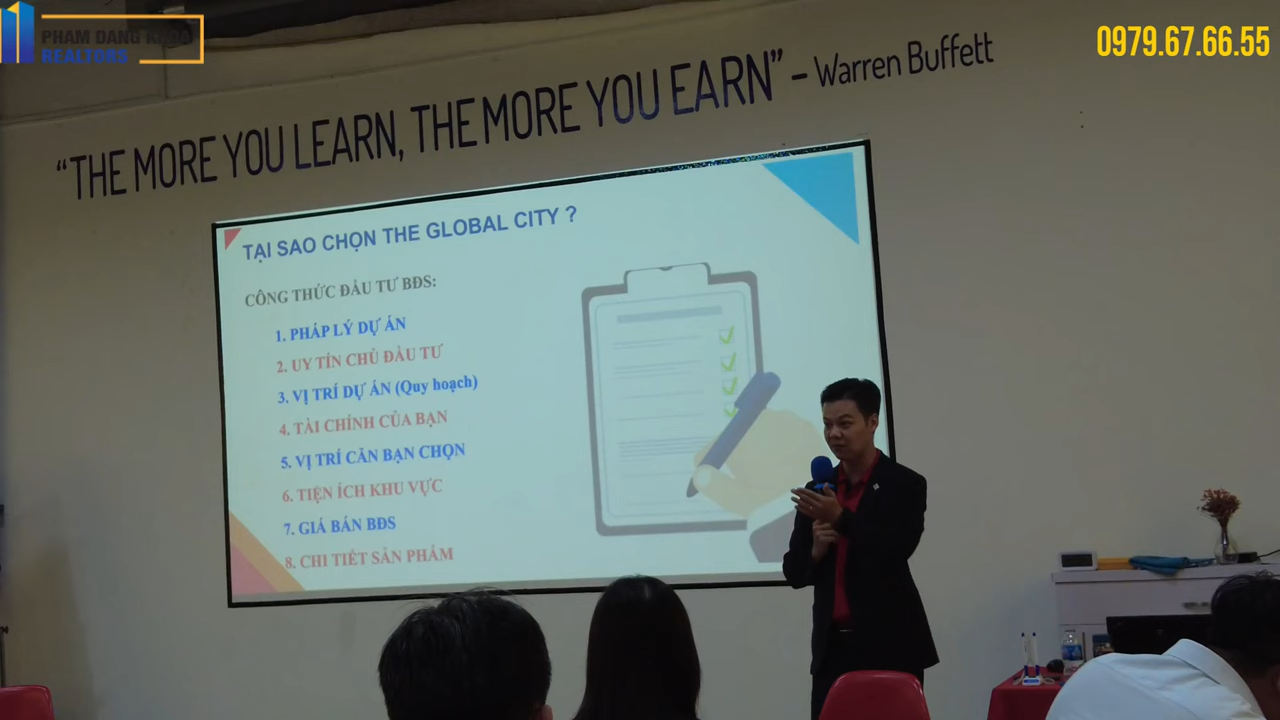 PHAM DANG KHOA
REALTORS
0979.67.66.55
“THE MORE YOU LEARN, THE MORE YOU EARN” – Warren Buffett
TẠI SAO CHỌN THE GLOBAL CITY ?
CÔNG THỨC ĐẦU TƯ BĐS:
1. PHÁP LÝ DỰ ÁN
2. UY TÍN CHỦ ĐẦU TƯ
3. VỊ TRÍ DỰ ÁN (Quy hoạch)
4. TÀI CHÍNH CỦA BẠN
5. VỊ TRÍ CĂN BẠN CHỌN
6. TIỆN ÍCH KHU VỰC
7. GIÁ BÁN BĐS
8. CHI TIẾT SẢN PHẨM